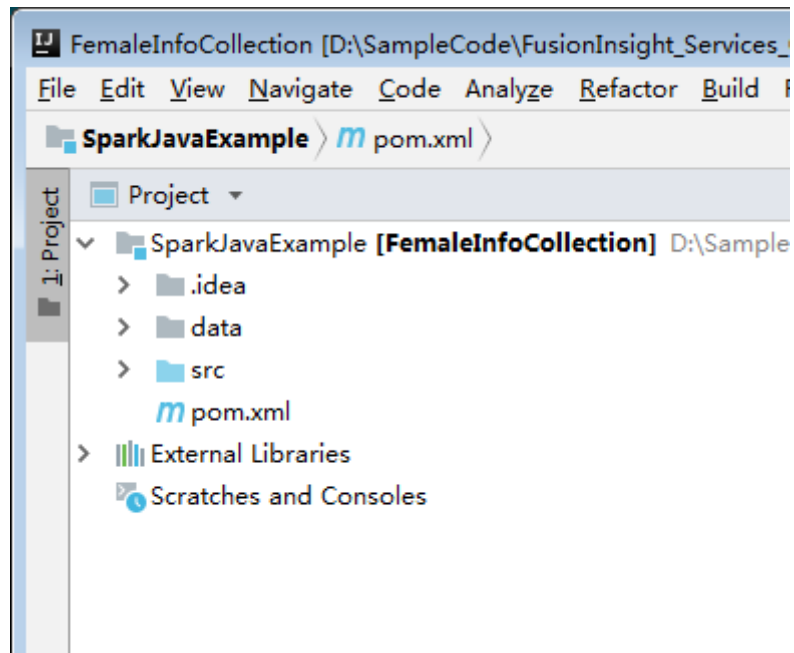 FemaleInfoCollection [D:\SampleCode\FusionInsight_Services_
File Edit View Navigate Code Analyze Refactor Build
SparkJavaExample m pom.xml
1: Project
Project
SparkJavaExample [FemaleInfoCollection] D:\Sample
.idea
data
src
m pom.xml
External Libraries
Scratches and Consoles